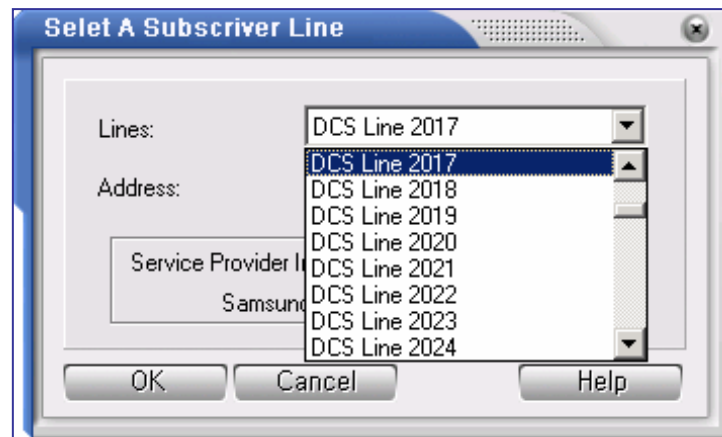 Selet A Subscriver Line
Lines:
DCS Line 2017
DCS Line 2017
DCS Line 2018
Address:
DCS Line 2019
DCS Line 2020
Service Provider
DCS Line 2021
DCS Line 2022
DCS Line 2023
DCS Line 2024
OK
Cancel
Help